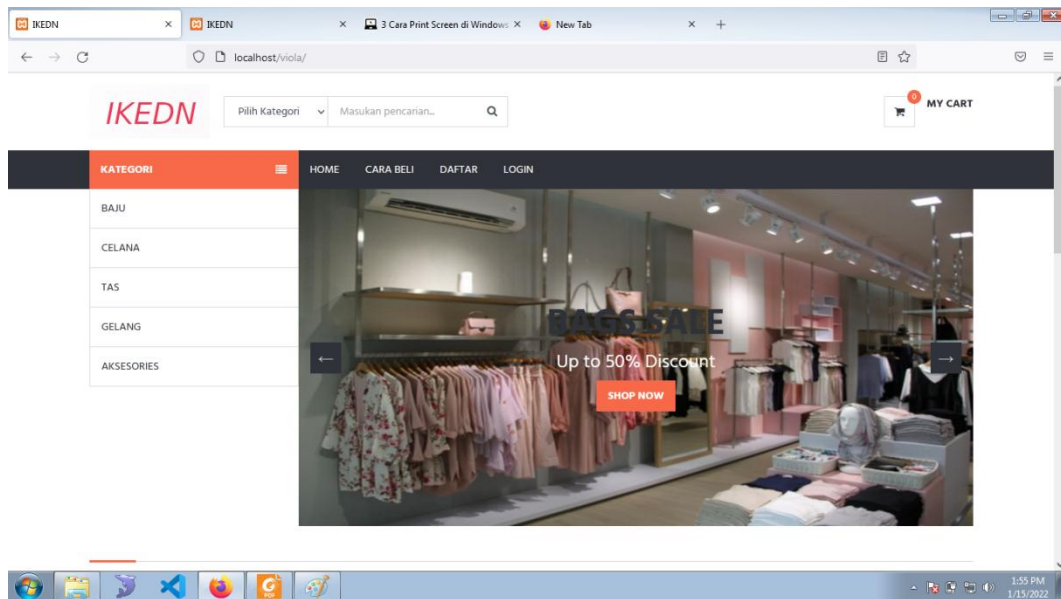 IKEDN
IKEDN
3 Cara Print Screen di Windows
New Tab
localhost/viola/
IKEDN
Pilih Kategori
Masukan pencarian...
0
MY CART
KATEGORI
HOME CARA BELI DAFTAR LOGIN
BAJU
CELANA
TAS
GELANG
AKSESORIES
BAGS SALE
Up to 50% Discount
SHOP NOW
1:55 PM
1/15/2022